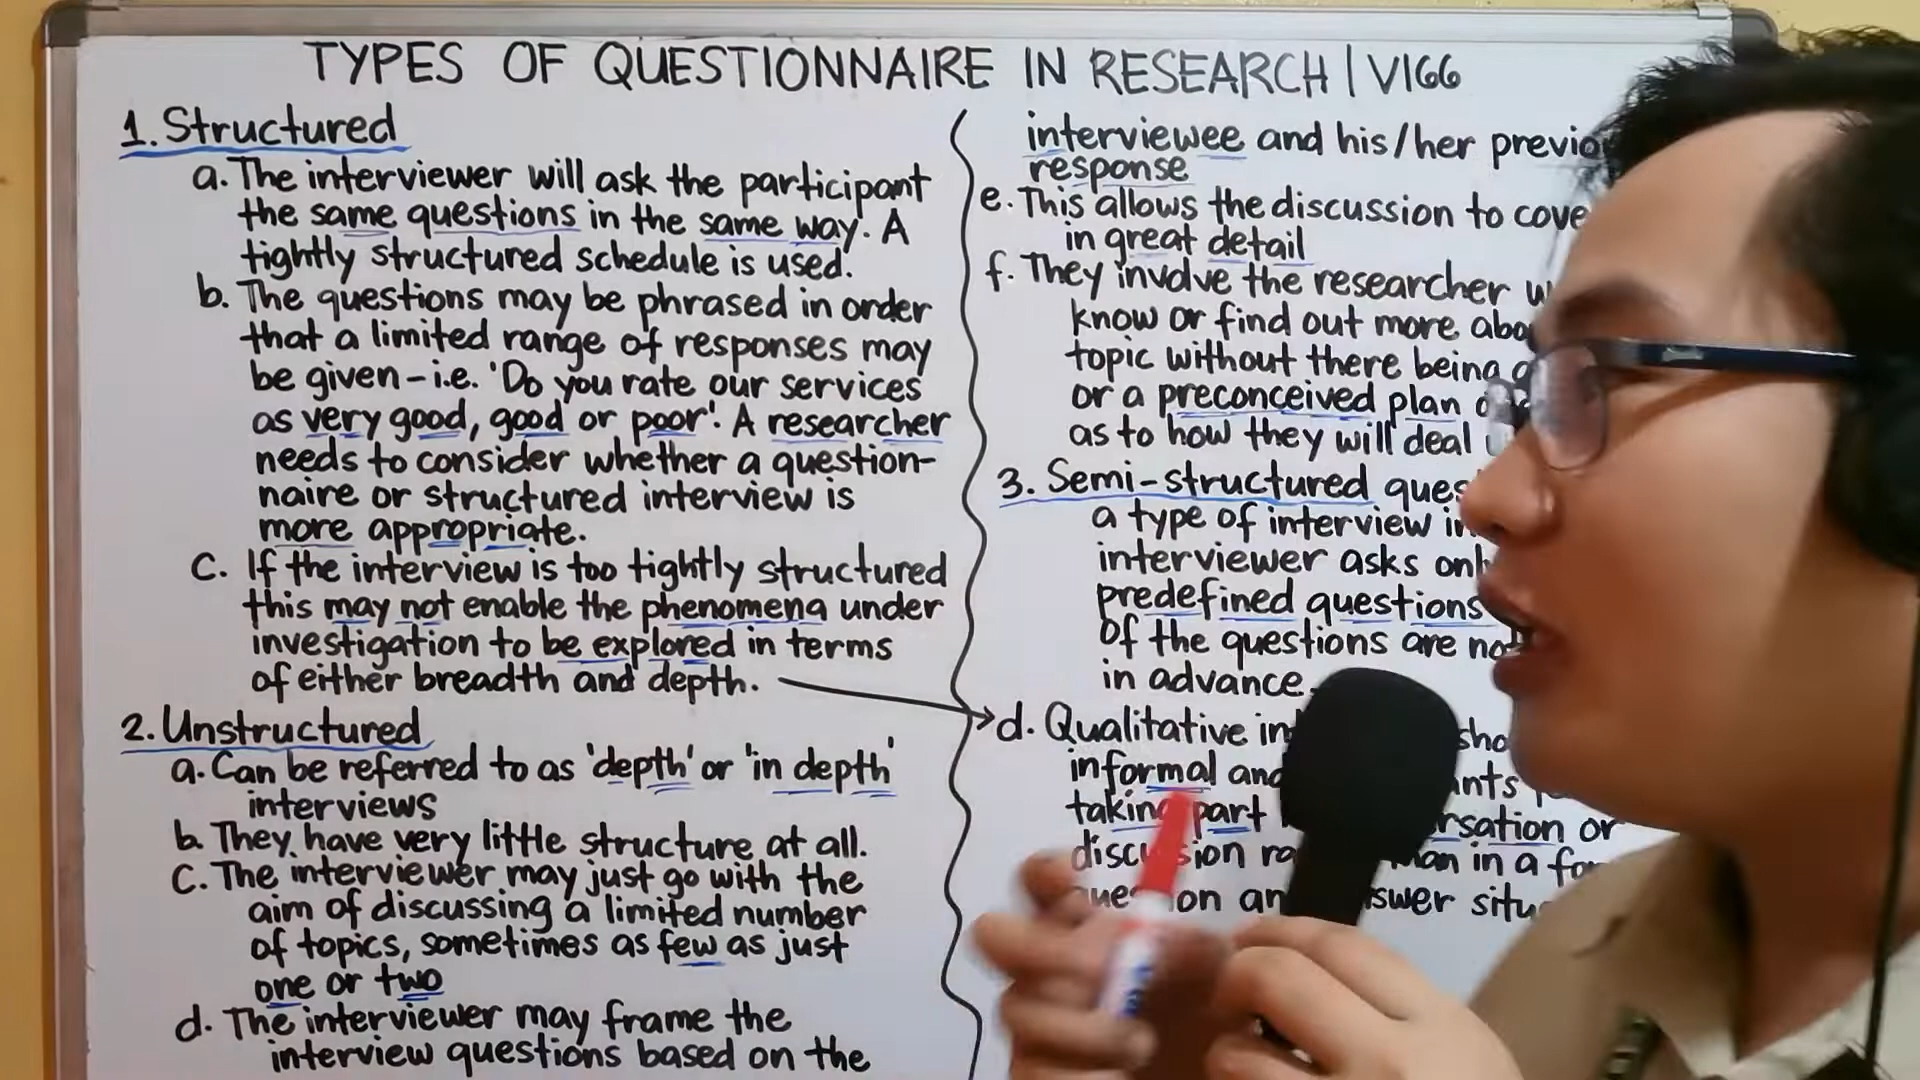 TYPES OF QUESTIONNAIRE IN RESEARCH | V166
1. Structured
a. The interviewer will ask the participant
the same questions in the same way. A
tightly structured schedule is used.
b. The questions may be phrased in order
that a limited range of responses may
be given - i.e. 'Do you rate our services
as very good, good or poor'. A researcher
needs to consider whether a question-
naire or structured interview is
more appropriate.
c. If the interview is too tightly structured
this may not enable the phenomena under
investigation to be explored in terms
of either breadth and depth.
2. Unstructured
a. Can be referred to as 'depth' or 'in depth'
interviews
b. They have very little structure at all.
c. The interviewer may just go with the
aim of discussing a limited number
of topics, sometimes as few as just
one or two
d. The interviewer may frame the
interview questions based on the
interviewee and his/her
response
e. This allows the discussion to
in great detail
f. They involve the researcher
know or find out more
topic without there being
or a preconceived plan
as to how they will deal
3. Semi-structured
a type of interview
interviewer asks
predefined questions
of the questions are
in advance.
d. Qualitative
informal and
taking part or
in a